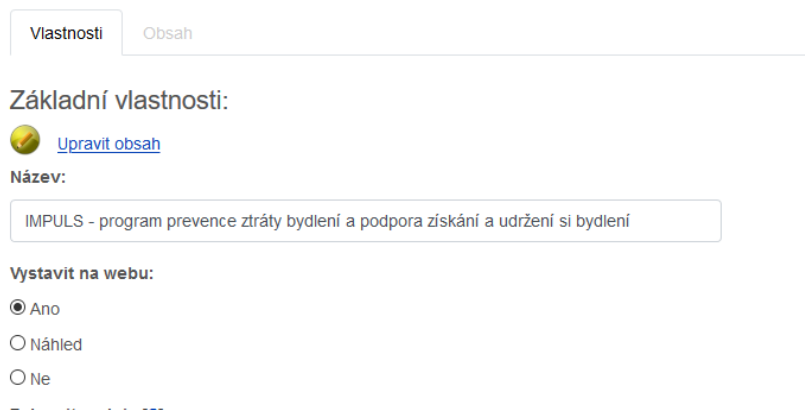 Vlastnosti
Obsah
Základní vlastnosti:
Upravit obsah
Název:
IMPULS - program prevence ztráty bydlení a podpora získání a udržení si bydlení
Vystavit na webu:
Ano
Náhled
Ne